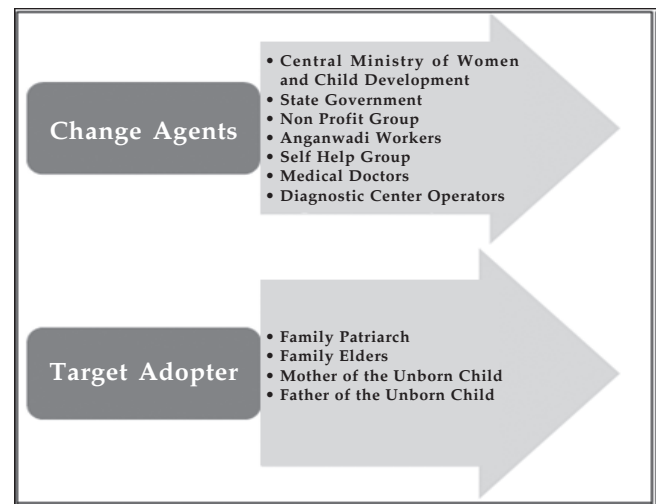 Change Agents
• Central Ministry of Women
and Child Development
• State Government
• Non Profit Group
• Anganwadi Workers
• Self Help Group
• Medical Doctors
• Diagnostic Center Operators
Target Adopter
• Family Patriarch
• Family Elders
• Mother of the Unborn Child
• Father of the Unborn Child